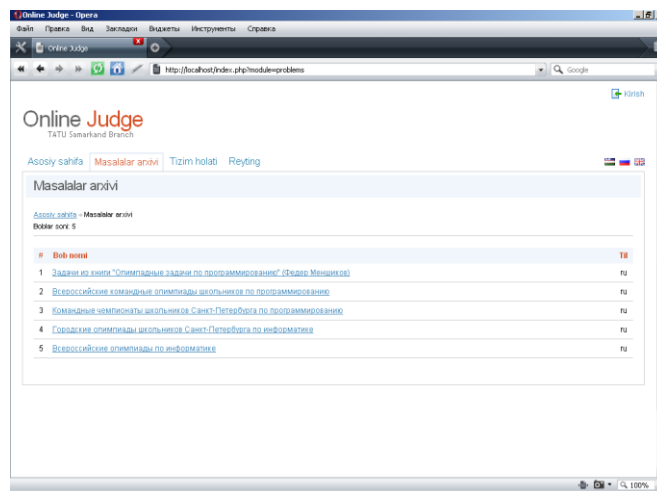 Online Judge - Opera
Файл Правка Вид Закладки Виджеты Инструменты Справка
Online Judge
http://localhost/index.php?module=problems
Google
Kirish
Online Judge
TATU Samarkand Branch
Asosiy sahifa Masalalar arxivi Tizim holati Reyting
Masalalar arxivi
Asosiy sahifa » Masalalar arxivi
Boblar soni: 5
# Bob nomi Til
1 Задачи из книги "Олимпадные задачи по программированию" (Федер Меншиков) ru
2 Всероссийские командные олимпиады школьников по программированию ru
3 Командные чемпионаты школьников Санкт-Петербурга по программированию ru
4 Городские олимпиады школьников Санкт-Петербурга по информатике ru
5 Всероссийские олимпиады по информатике ru
100%